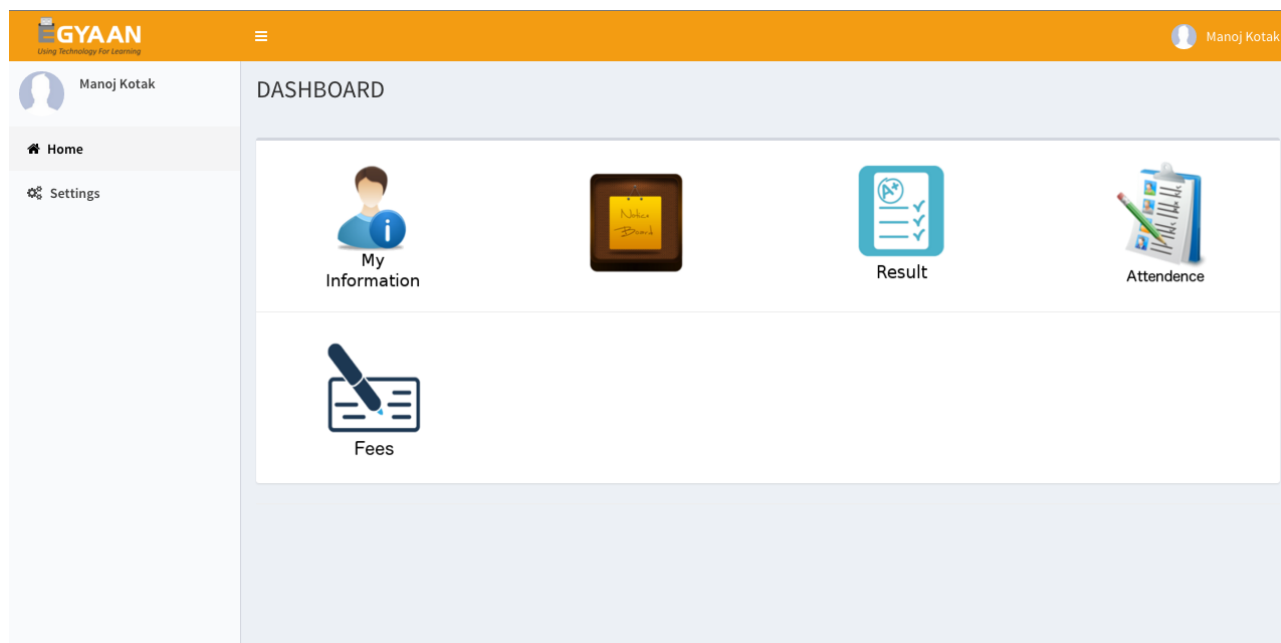 EGYAAN
Using Technology For Learning
Manoj Kotak
Manoj Kotak
DASHBOARD
Home
Settings
My
Information
Notice
Board
A+
Result
Attendence
Fees